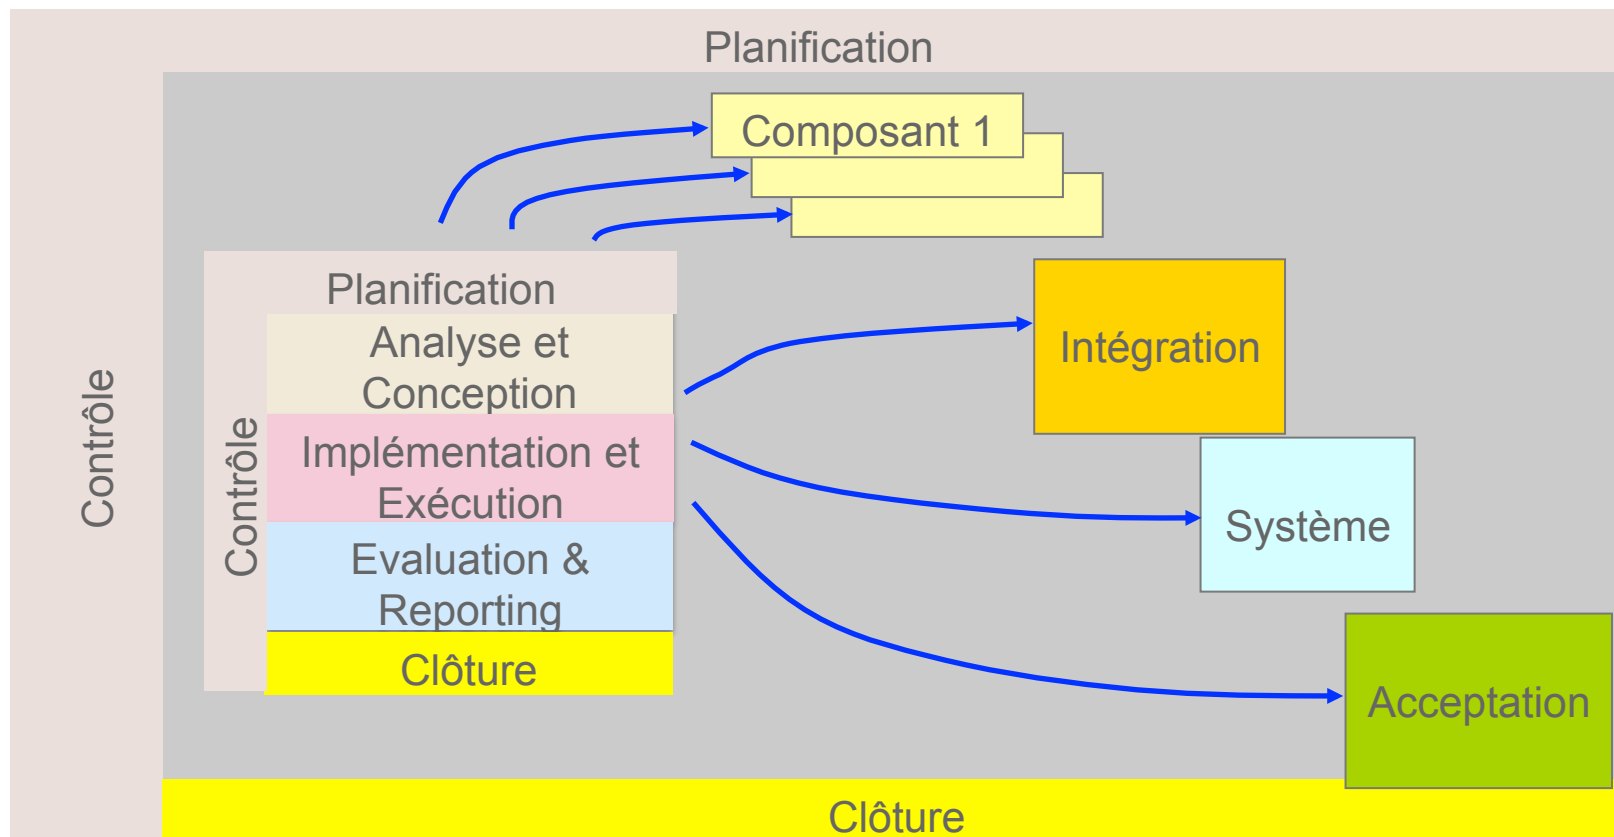 Planification
Composant 1
Planification
Analyse et
Conception
Intégration
Contrôle
Contrôle
Implémentation et
Exécution
Système
Evaluation &
Reporting
Clôture
Acceptation
Clôture